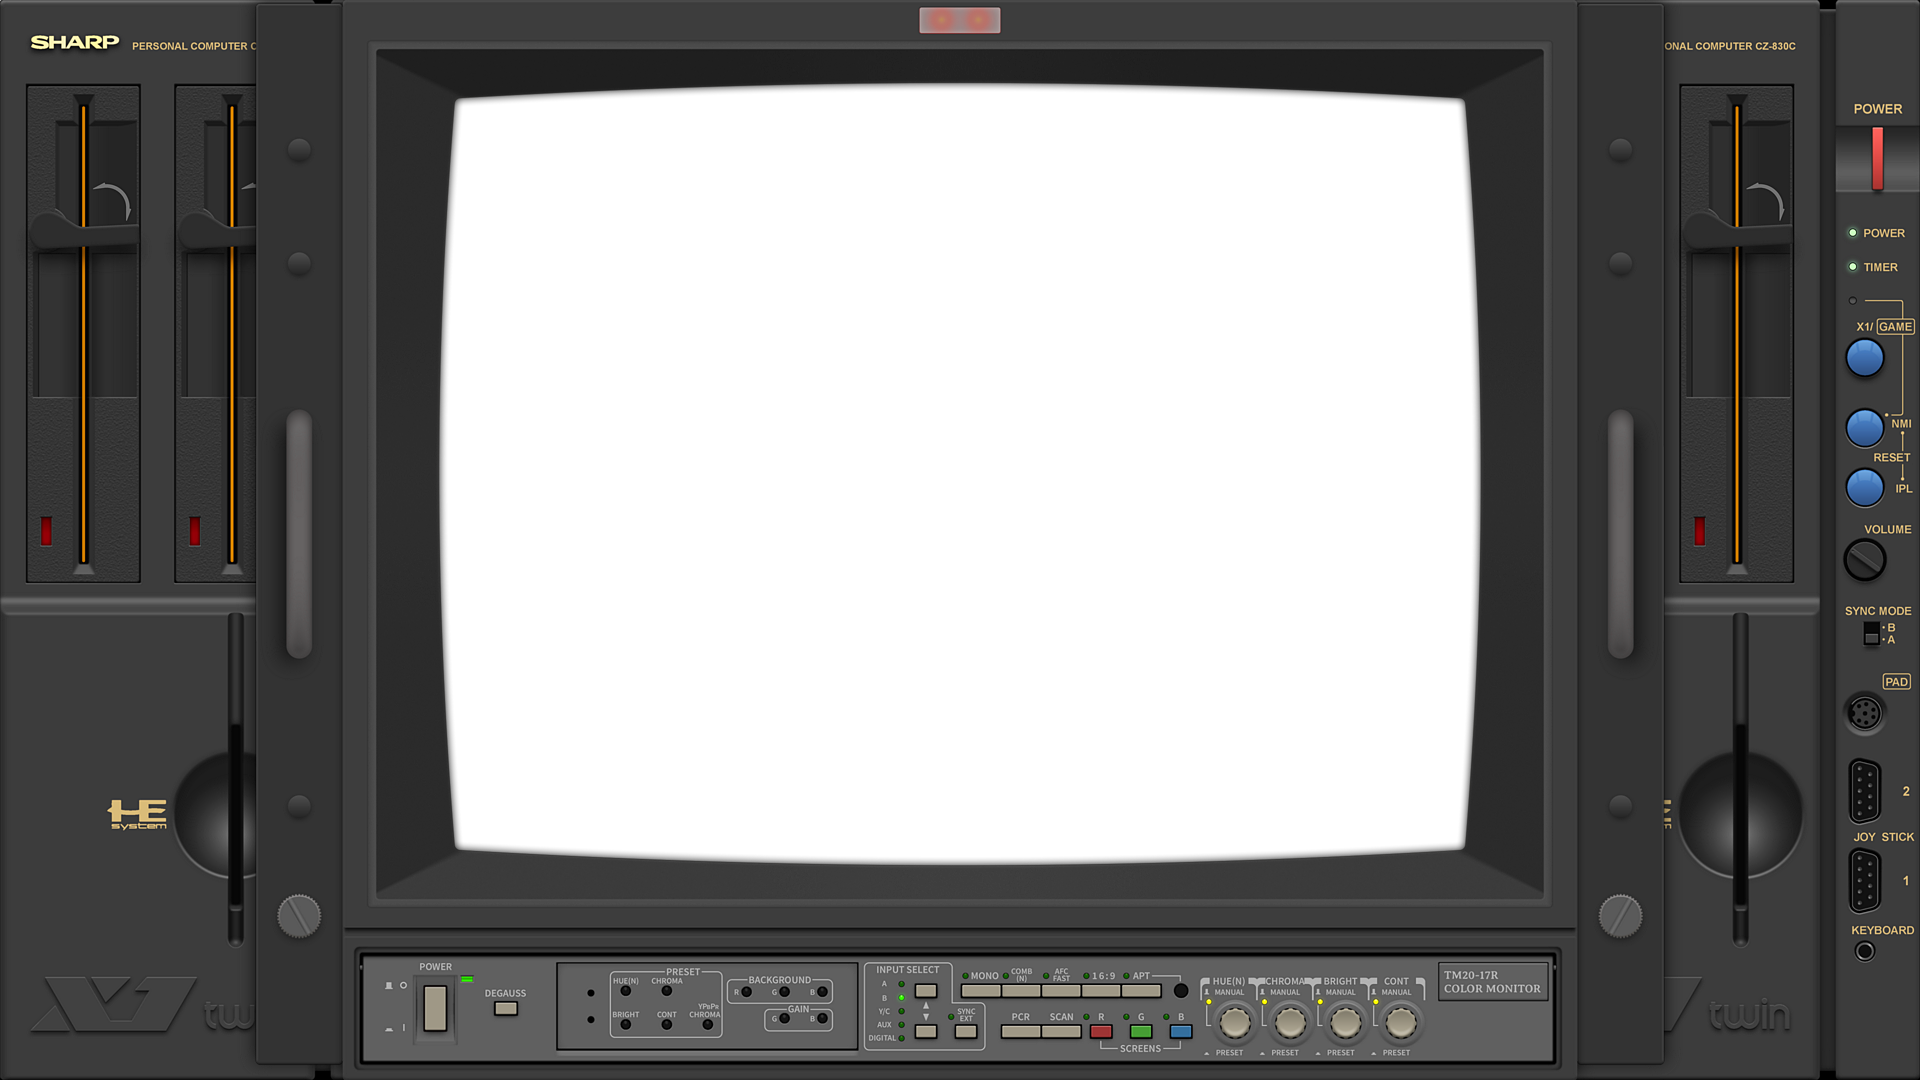 SHARP PERSONAL COMPUTER C
ONAL COMPUTER CZ-830C
POWER
POWER
TIMER
X1/ GAME
NMI
RESET
IPL
VOLUME
SYNC MODE
B
A
PAD
2
JOY STICK
1
KEYBOARD
HE
system
X1
twin
POWER
DEGAUSS
PRESET
HUE(N) CHROMA
BRIGHT CONT YPBPR CHROMA
BACKGROUND
R G B
GAIN
G B
INPUT SELECT
A
B
Y/C
AUX
DIGITAL
SYNC
EXT
MONO COMB (N) AFC FAST 16:9 APT
PCR SCAN R G B
SCREENS
HUE(N) CHROMA BRIGHT CONT
MANUAL MANUAL MANUAL MANUAL
PRESET PRESET PRESET PRESET
TM20-17R
COLOR MONITOR
twin